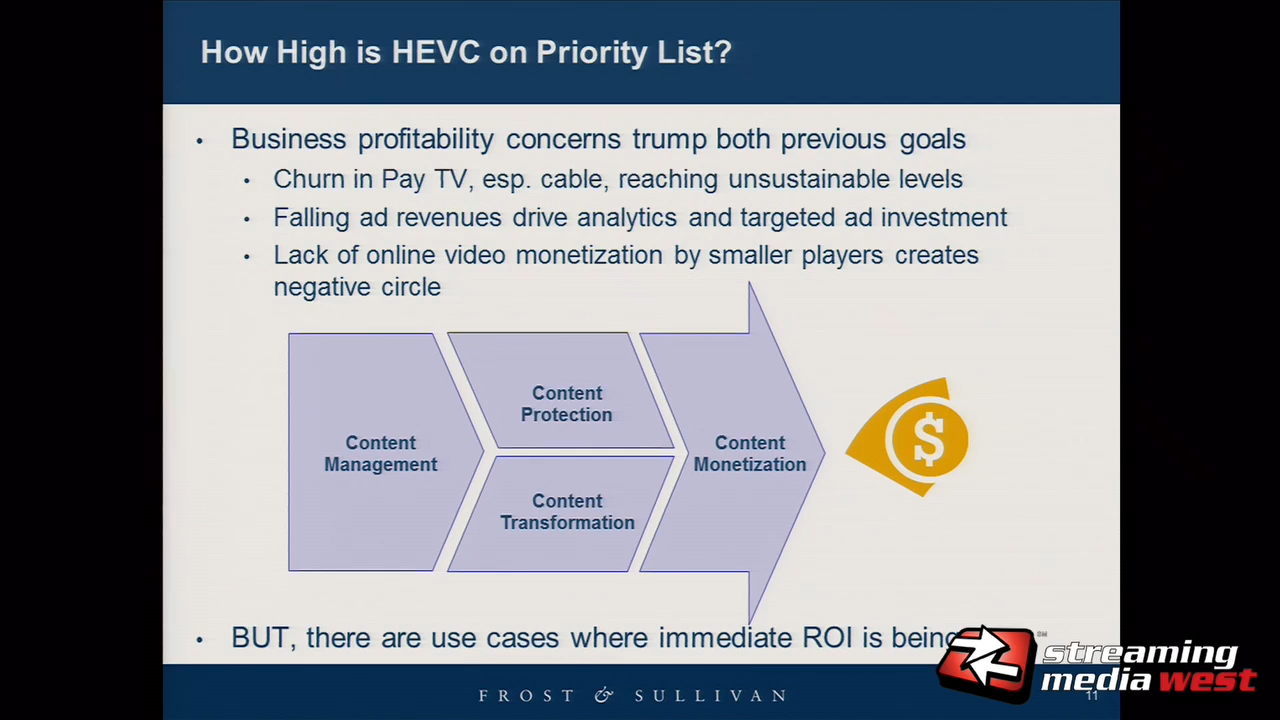 How High is HEVC on Priority List?
• Business profitability concerns trump both previous goals
• Churn in Pay TV, esp. cable, reaching unsustainable levels
• Falling ad revenues drive analytics and targeted ad investment
• Lack of online video monetization by smaller players creates
negative circle
Content
Management
Content
Protection
Content
Transformation
Content
Monetization
$
• BUT, there are use cases where immediate ROI is being
FROST & SULLIVAN
11
streaming
media west
SM